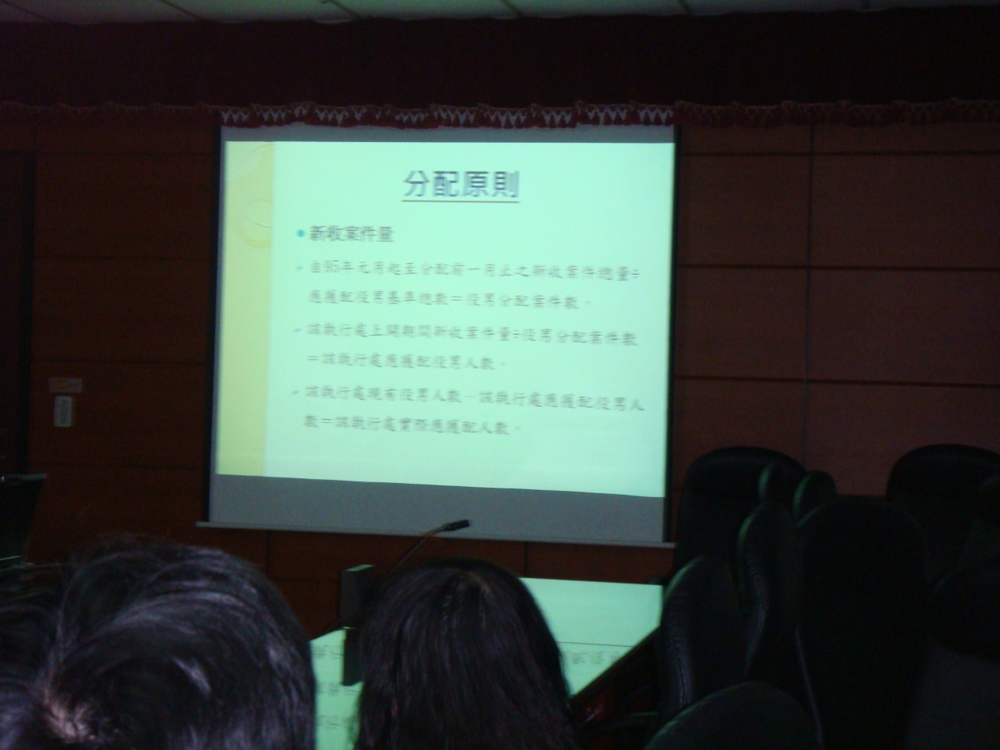 分配原則
新收案件量
自95年元月起至分配前一月止之新收案件總量÷
應獲配役男基準總數=役男分配案件數。
該執行處上開期間新收案件量÷役男分配案件數
=該執行處應獲配役男人數。
該執行處現有役男人數-該執行處應獲配役男人
數=該執行處實際應獲配人數。